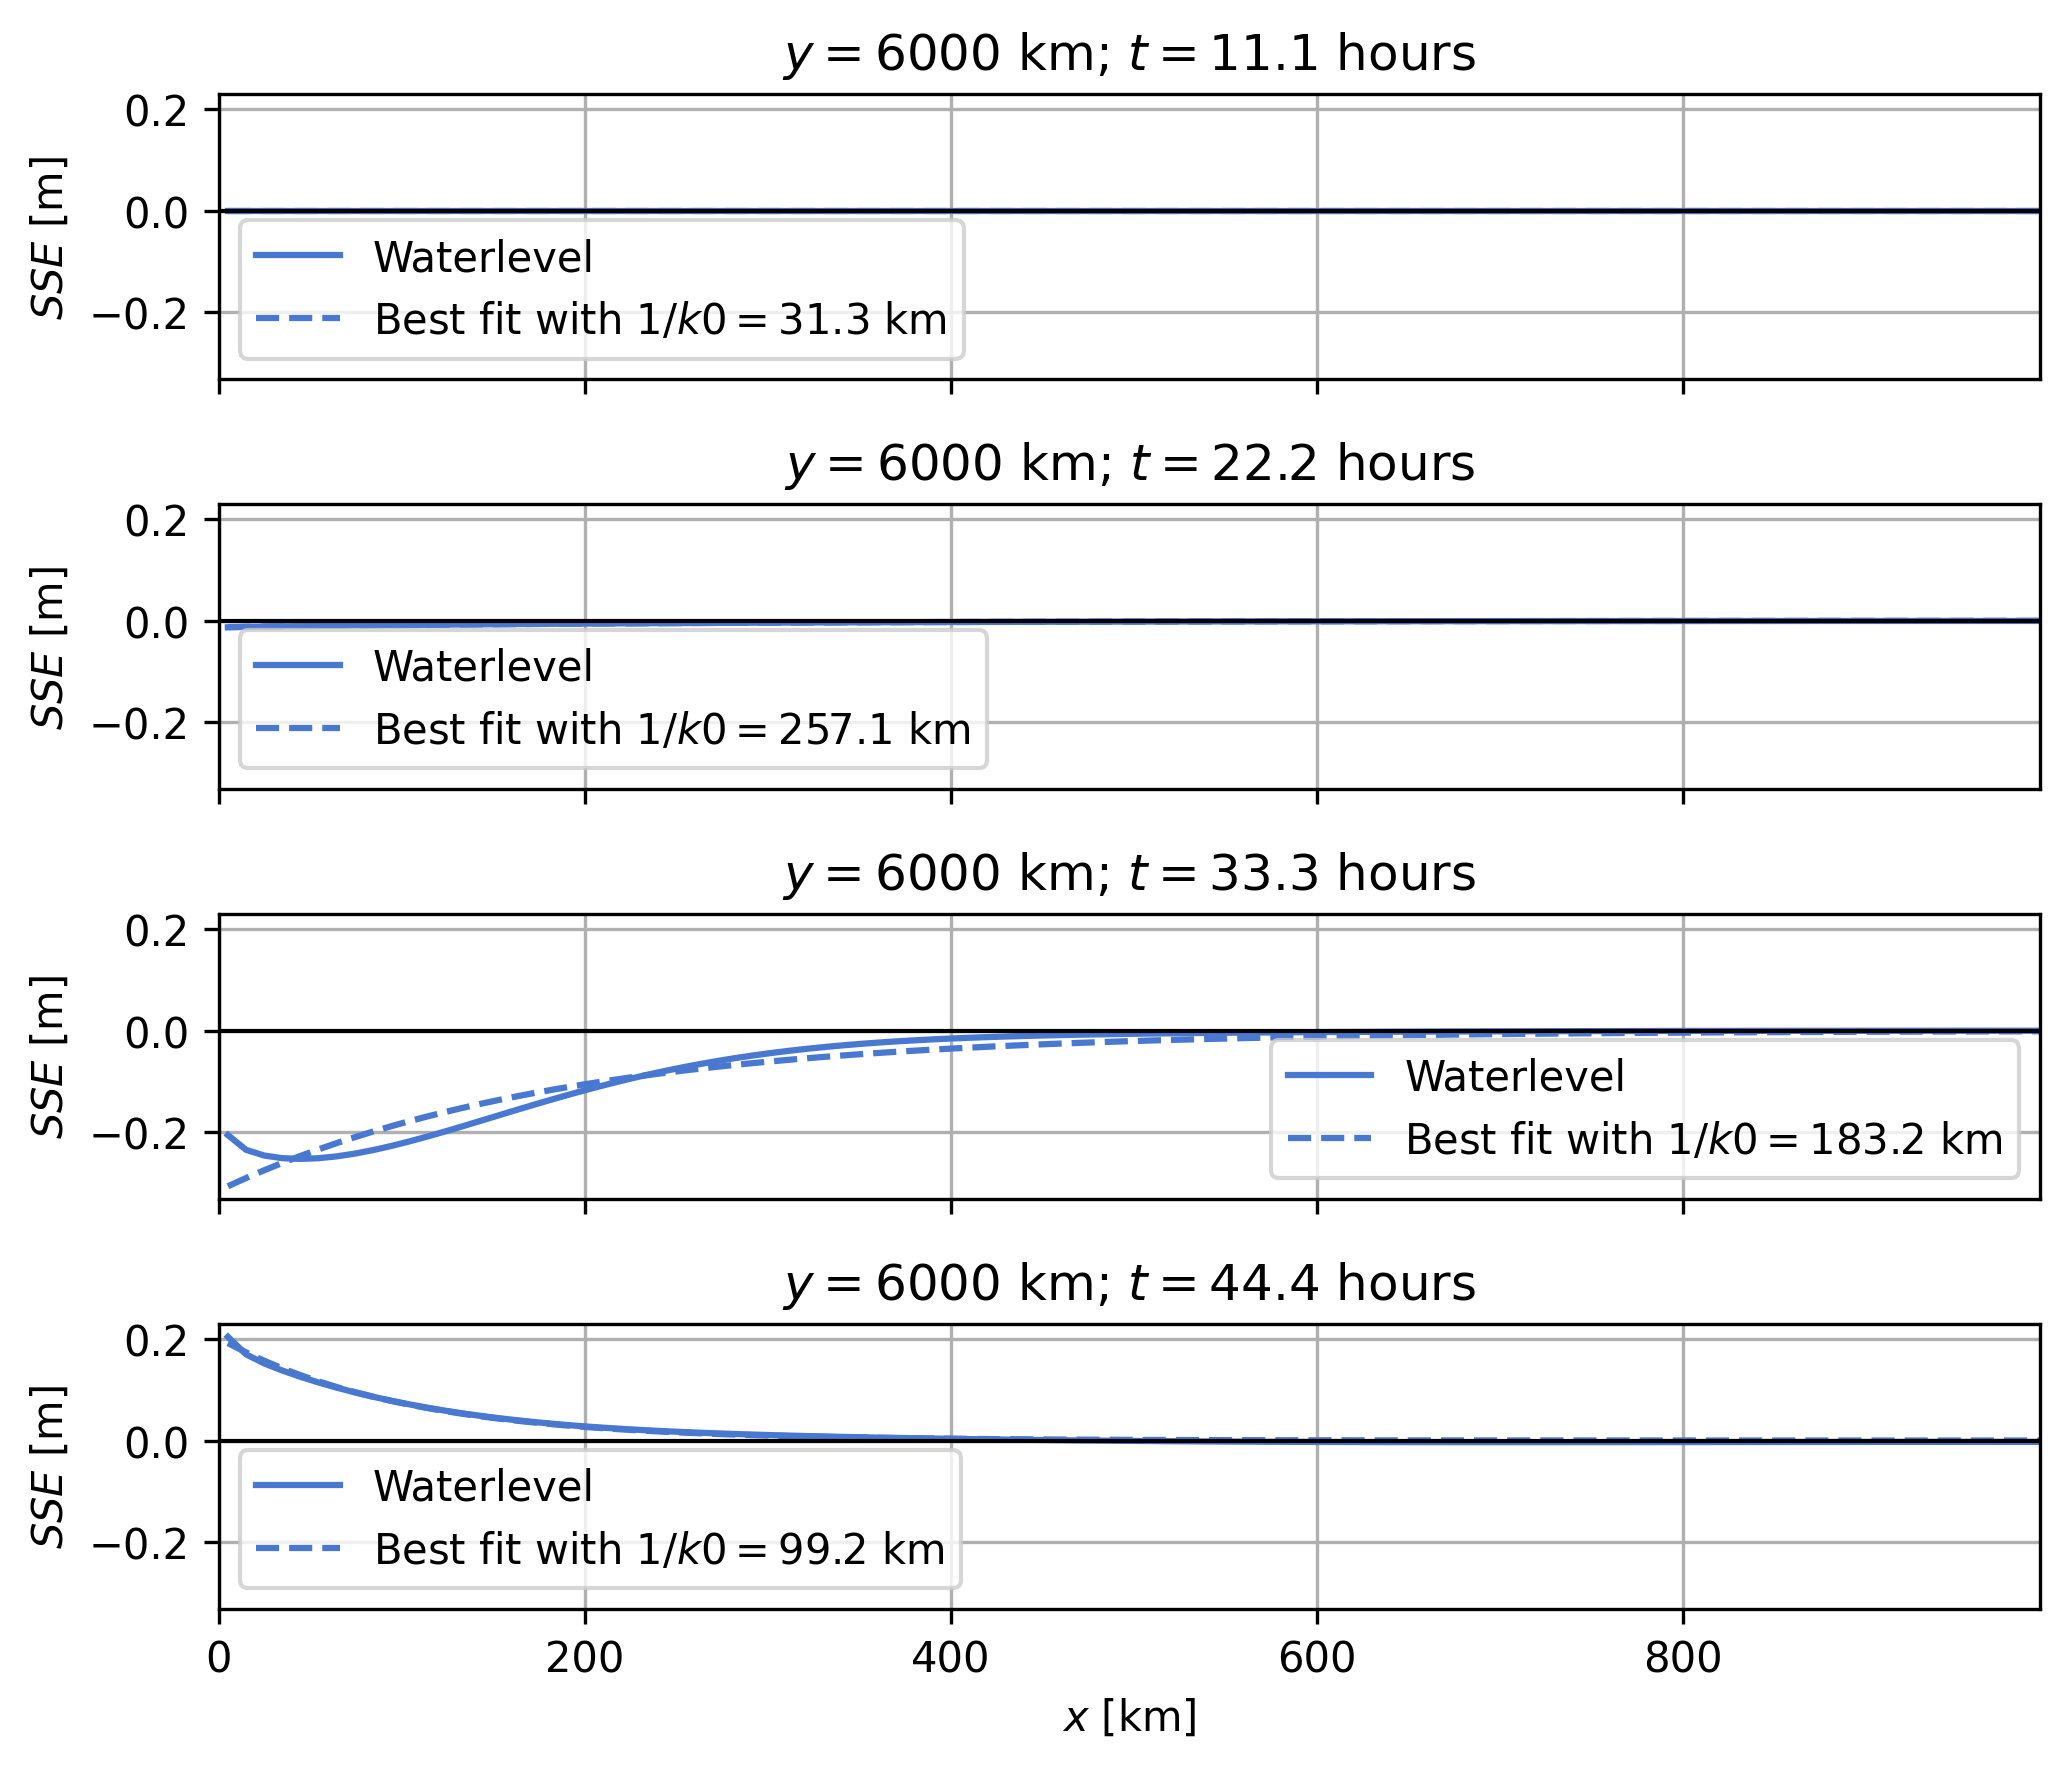 y = 6000 km; t = 11.1 hours
0.2
0.0
−0.2
SSE [m]
Waterlevel
Best fit with 1/k0 = 31.3 km
y = 6000 km; t = 22.2 hours
0.2
0.0
−0.2
SSE [m]
Waterlevel
Best fit with 1/k0 = 257.1 km
y = 6000 km; t = 33.3 hours
0.2
0.0
−0.2
SSE [m]
Waterlevel
Best fit with 1/k0 = 183.2 km
y = 6000 km; t = 44.4 hours
0.2
0.0
−0.2
SSE [m]
Waterlevel
Best fit with 1/k0 = 99.2 km
0 200 400 600 800
x [km]